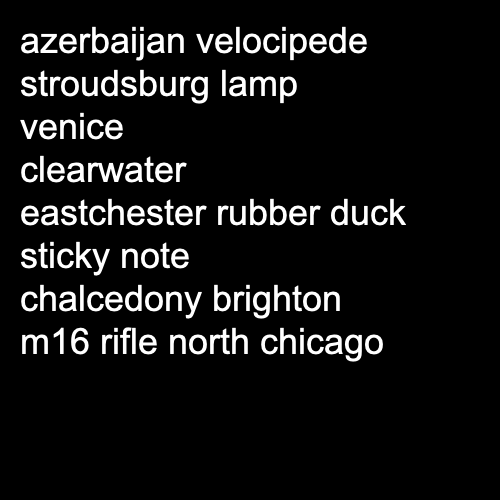 azerbaijan velocipede
stroudsburg lamp
venice
clearwater
eastchester rubber duck
sticky note
chalcedony brighton
m16 rifle north chicago